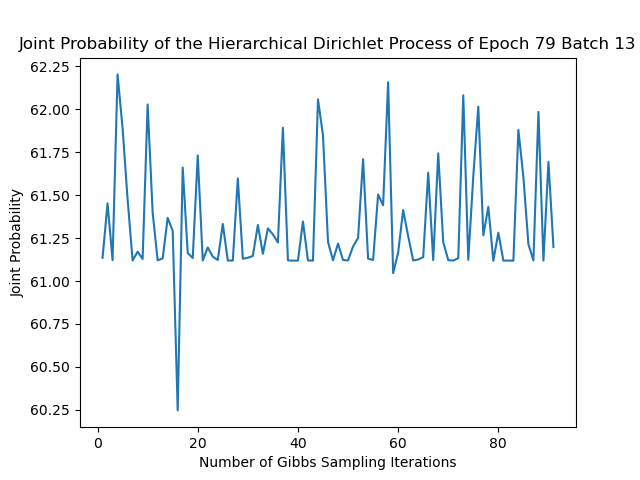 Joint Probability of the Hierarchical Dirichlet Process of Epoch 79 Batch 13
62.25
62.00
61.75
61.50
61.25
61.00
60.75
60.50
60.25
Joint Probability
0 20 40 60 80
Number of Gibbs Sampling Iterations